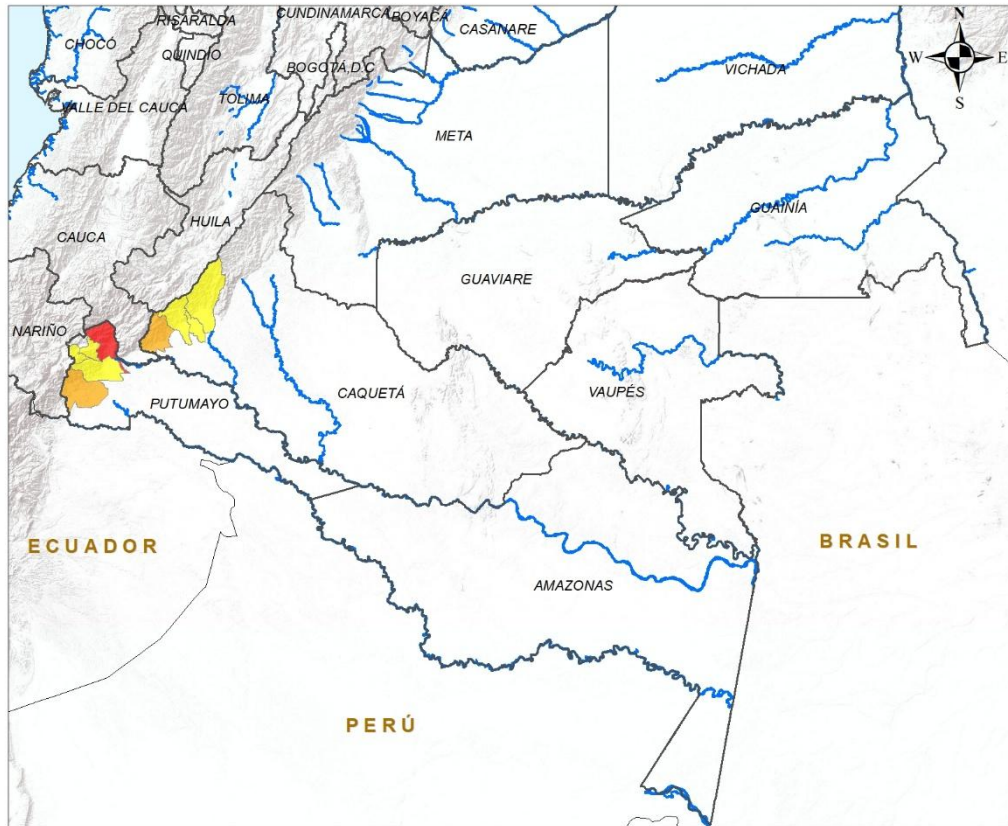 CUNDINAMARCA
BOYACÁ
RISARALDA
CASANARE
N
CHOCÓ
QUINDÍO
BOGOTÁ, D.C
W
E
VICHADA
S
VALLE DEL CAUCA
TOLIMA
META
GUAINÍA
HUILA
CAUCA
GUAVIARE
NARIÑO
CAQUETÁ
VAUPÉS
PUTUMAYO
ECUADOR
BRASIL
AMAZONAS
PERÚ